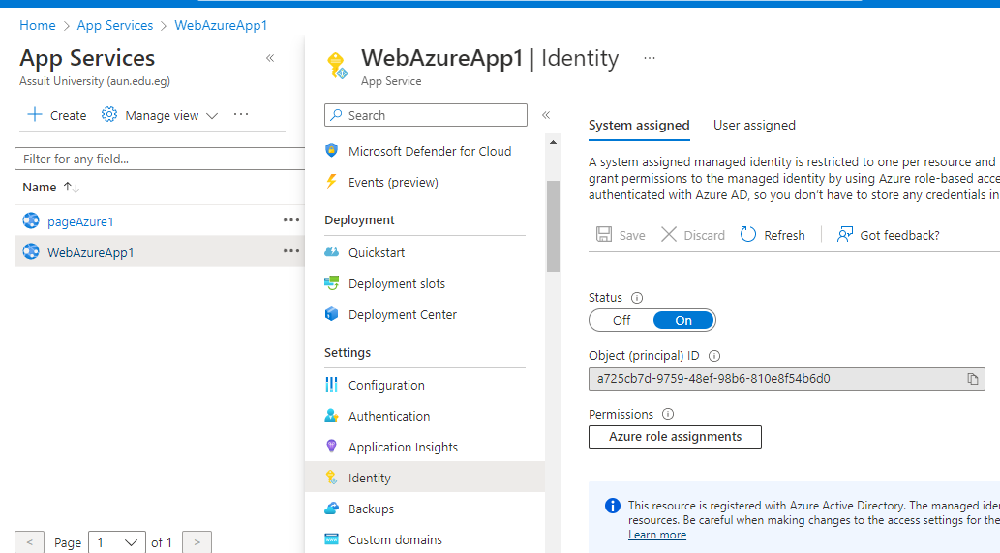 Home > App Services > WebAzureApp1
App Services
Assuit University (aun.edu.eg)
Create Manage view
Filter for any field...
Name
pageAzure1
WebAzureApp1
Page 1 of 1
WebAzureApp1 | Identity
App Service
Search
Microsoft Defender for Cloud
Events (preview)
Deployment
Quickstart
Deployment slots
Deployment Center
Settings
Configuration
Authentication
Application Insights
Identity
Backups
Custom domains
System assigned User assigned
A system assigned managed identity is restricted to one per resource and
grant permissions to the managed identity by using Azure role-based acce
authenticated with Azure AD, so you don't have to store any credentials in
Save Discard Refresh Got feedback?
Status
Off On
Object (principal) ID
a725cb7d-9759-48ef-98b6-810e8f54b6d0
Permissions
Azure role assignments
This resource is registered with Azure Active Directory. The managed ide
resources. Be careful when making changes to the access settings for the
Learn more